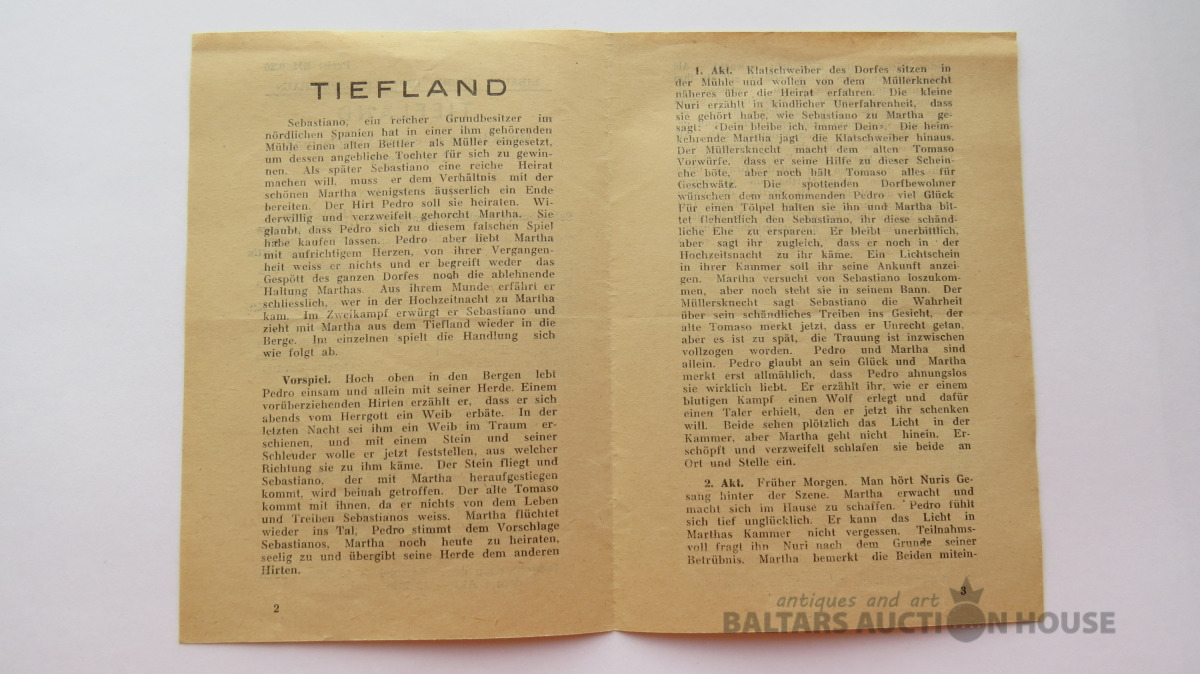 TIEFLAND
Sebastiano, ein reicher Grundbesitzer im
nördlichen Spanien hat in einer ihm gehörenden
Mühle einen alten Bettler als Müller eingesetzt,
um dessen angebliche Tochter für sich zu gewin-
nen. Als später Sebastiano eine reiche Heirat
machen will, muss er dem Verhältnis mit der
schönen Martha wenigstens äusserlich ein Ende
bereiten. Der Hirt Pedro soll sie heiraten. Wi-
derwillig und verzweifelt gehorcht Martha. Sie
glaubt, dass Pedro sich zu diesem falschen Spiel
habe kaufen lassen. Pedro aber liebt Martha
mit aufrichtigem Herzen, von ihrer Vergangen-
heit weiss er nichts und er begreift weder das
Gespött des ganzen Dorfes noch die ablehnende
Haltung Marthas. Aus ihrem Munde erfährt er
schliesslich, wer in der Hochzeitnacht zu Martha
kam. Im Zweikampf erwürgt er Sebastiano und
zieht mit Martha aus dem Tiefland wieder in die
Berge. Im einzelnen spielt die Handlung sich
wie folgt ab.
Vorspiel. Hoch oben in den Bergen lebt
Pedro einsam und allein mit seiner Herde. Einem
vorüberziehenden Hirten erzählt er, dass er sich
abends vom Herrgott ein Weib erbäte. In der
letzten Nacht sei ihm ein Weib im Traum er-
schienen, und mit einem Stein und seiner
Schleuder wolle er jetzt feststellen, aus welcher
Richtung sie zu ihm käme. Der Stein fliegt und
Sebastiano, der mit Martha heraufgestiegen
kommt, wird beinah getroffen. Der alte Tomaso
kommt mit ihnen, da er nichts von dem Leben
und Treiben Sebastianos weiss. Martha flüchtet
wieder ins Tal, Pedro stimmt dem Vorschlage
Sebastianos, Martha noch heute zu heiraten,
seelig zu und übergibt seine Herde dem anderen
Hirten.
2
1. Akt. Klatschweiber des Dorfes sitzen in
der Mühle und wollen von dem Müllerknecht
näheres über die Heirat erfahren. Die kleine
Nuri erzählt in kindlicher Unerfahrenheit, dass
sie gehört habe, wie Sebastiano zu Martha ge-
sagt: «Dein bleibe ich, immer Dein». Die heim-
kehrende Martha jagt die Klatschweiber hinaus.
Der Müllersknecht macht dem alten Tomaso
Vorwürfe, dass er seine Hilfe zu dieser Schein-
che böte, aber noch hält Tomaso alles für
Geschwätz. Die spottenden Dorfbewohner
wünschen dem ankommenden Pedro viel Glück
Für einen Tölpel halten sie ihn und Martha bit-
tet flehentlich den Sebastiano, ihr diese schänd-
liche Ehe zu ersparen. Er bleibt unerbittlich,
aber sagt ihr zugleich, dass er noch in der
Hochzeitsnacht zu ihr käme. Ein Lichtschein
in ihrer Kammer soll ihr seine Ankunft anzei-
gen. Martha versucht von Sebastiano loszukom-
men, aber noch steht sie in seinem Bann. Der
Müllersknecht sagt Sebastiano die Wahrheit
über sein schändliches Treiben ins Gesicht, der
alte Tomaso merkt jetzt, dass er Unrecht getan,
aber es ist zu spät, die Trauung ist inzwischen
vollzogen worden. Pedro und Martha sind
allein. Pedro glaubt an sein Glück und Martha
merkt erst allmählich, dass Pedro ahnungslos
sie wirklich liebt. Er erzählt ihr, wie er einem
blutigen Kampf einen Wolf erlegt und dafür
einen Taler erhielt, den er jetzt ihr schenken
will. Beide sehen plötzlich das Licht in der
Kammer, aber Martha geht nicht hinein. Er-
schöpft und verzweifelt schlafen sie beide an
Ort und Stelle ein.
2. Akt. Früher Morgen. Man hört Nuris Ge-
sang hinter der Szene. Martha erwacht und
macht sich im Hause zu schaffen. Pedro fühlt
sich tief unglücklich. Er kann das Licht in
Marthas Kammer nicht vergessen. Teilnahms-
voll fragt ihn Nuri nach dem Grunde seiner
Betrübnis. Martha bemerkt die Beiden mitein-
3
antiques and art
BALTARS AUCTION HOUSE